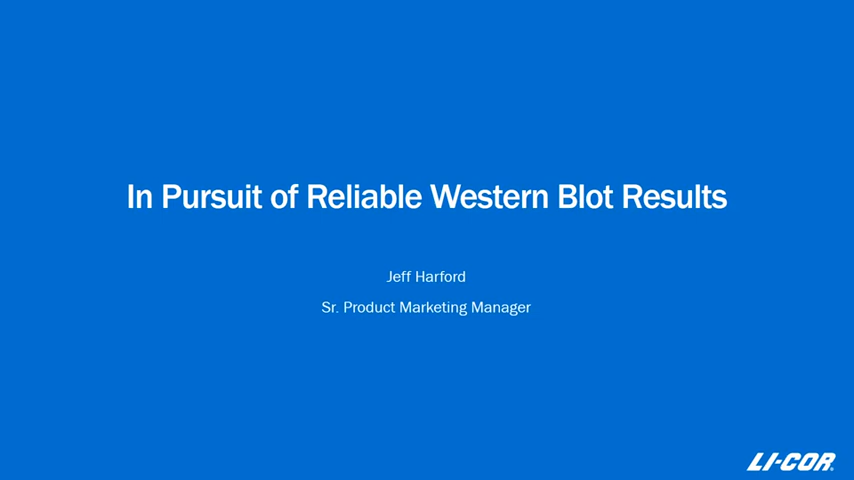 In Pursuit of Reliable Western Blot Results
Jeff Harford
Sr. Product Marketing Manager
LI-COR®